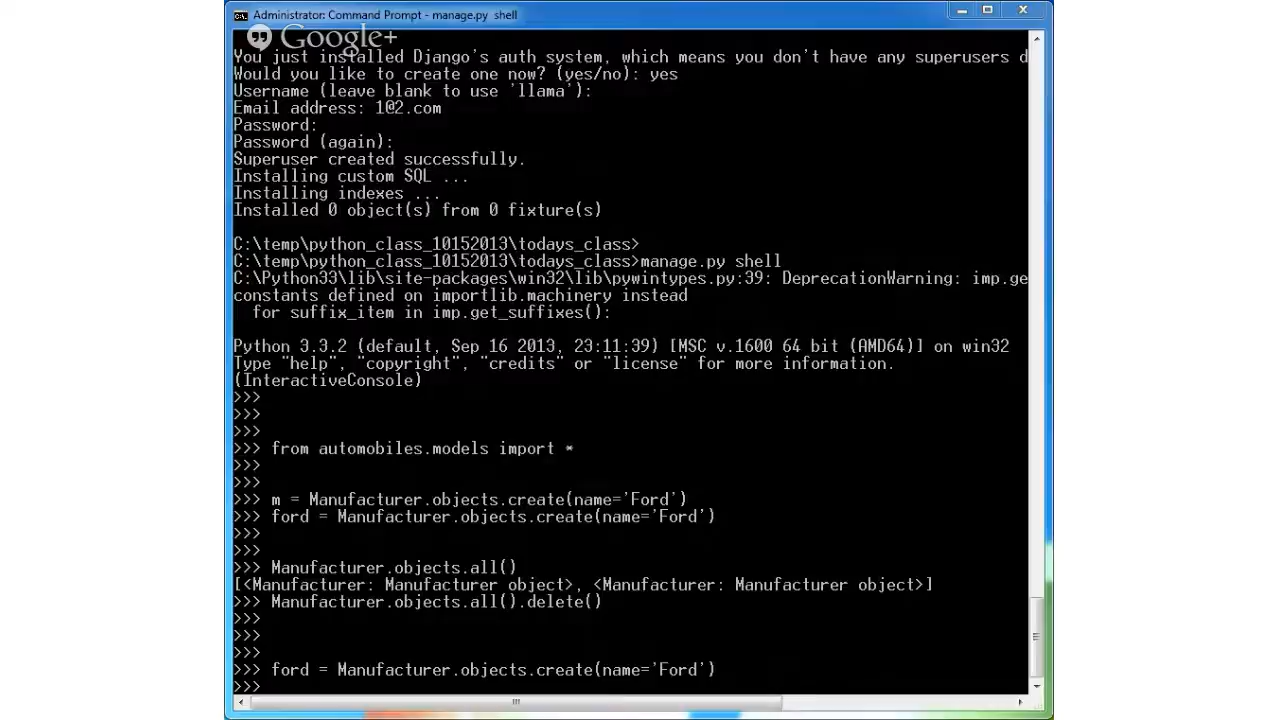 Administrator: Command Prompt - manage.py  shell
Google+
You just installed Django's auth system, which means you don't have any superusers d
Would you like to create one now? (yes/no): yes
Username (leave blank to use 'llama'):
Email address: 1@2.com
Password:
Password (again):
Superuser created successfully.
Installing custom SQL ...
Installing indexes ...
Installed 0 object(s) from 0 fixture(s)
C:\temp\python_class_10152013\todays_class>
C:\temp\python_class_10152013\todays_class>manage.py shell
C:\Python33\lib\site-packages\win32\lib\pywintypes.py:39: DeprecationWarning: imp.ge
constants defined on importlib.machinery instead
  for suffix_item in imp.get_suffixes():
Python 3.3.2 (default, Sep 16 2013, 23:11:39) [MSC v.1600 64 bit (AMD64)] on win32
Type "help", "copyright", "credits" or "license" for more information.
(InteractiveConsole)
>>>
>>>
>>>
>>> from automobiles.models import *
>>>
>>>
>>> m = Manufacturer.objects.create(name='Ford')
>>> ford = Manufacturer.objects.create(name='Ford')
>>>
>>>
>>> Manufacturer.objects.all()
[<Manufacturer: Manufacturer object>, <Manufacturer: Manufacturer object>]
>>> Manufacturer.objects.all().delete()
>>>
>>>
>>>
>>> ford = Manufacturer.objects.create(name='Ford')
>>>